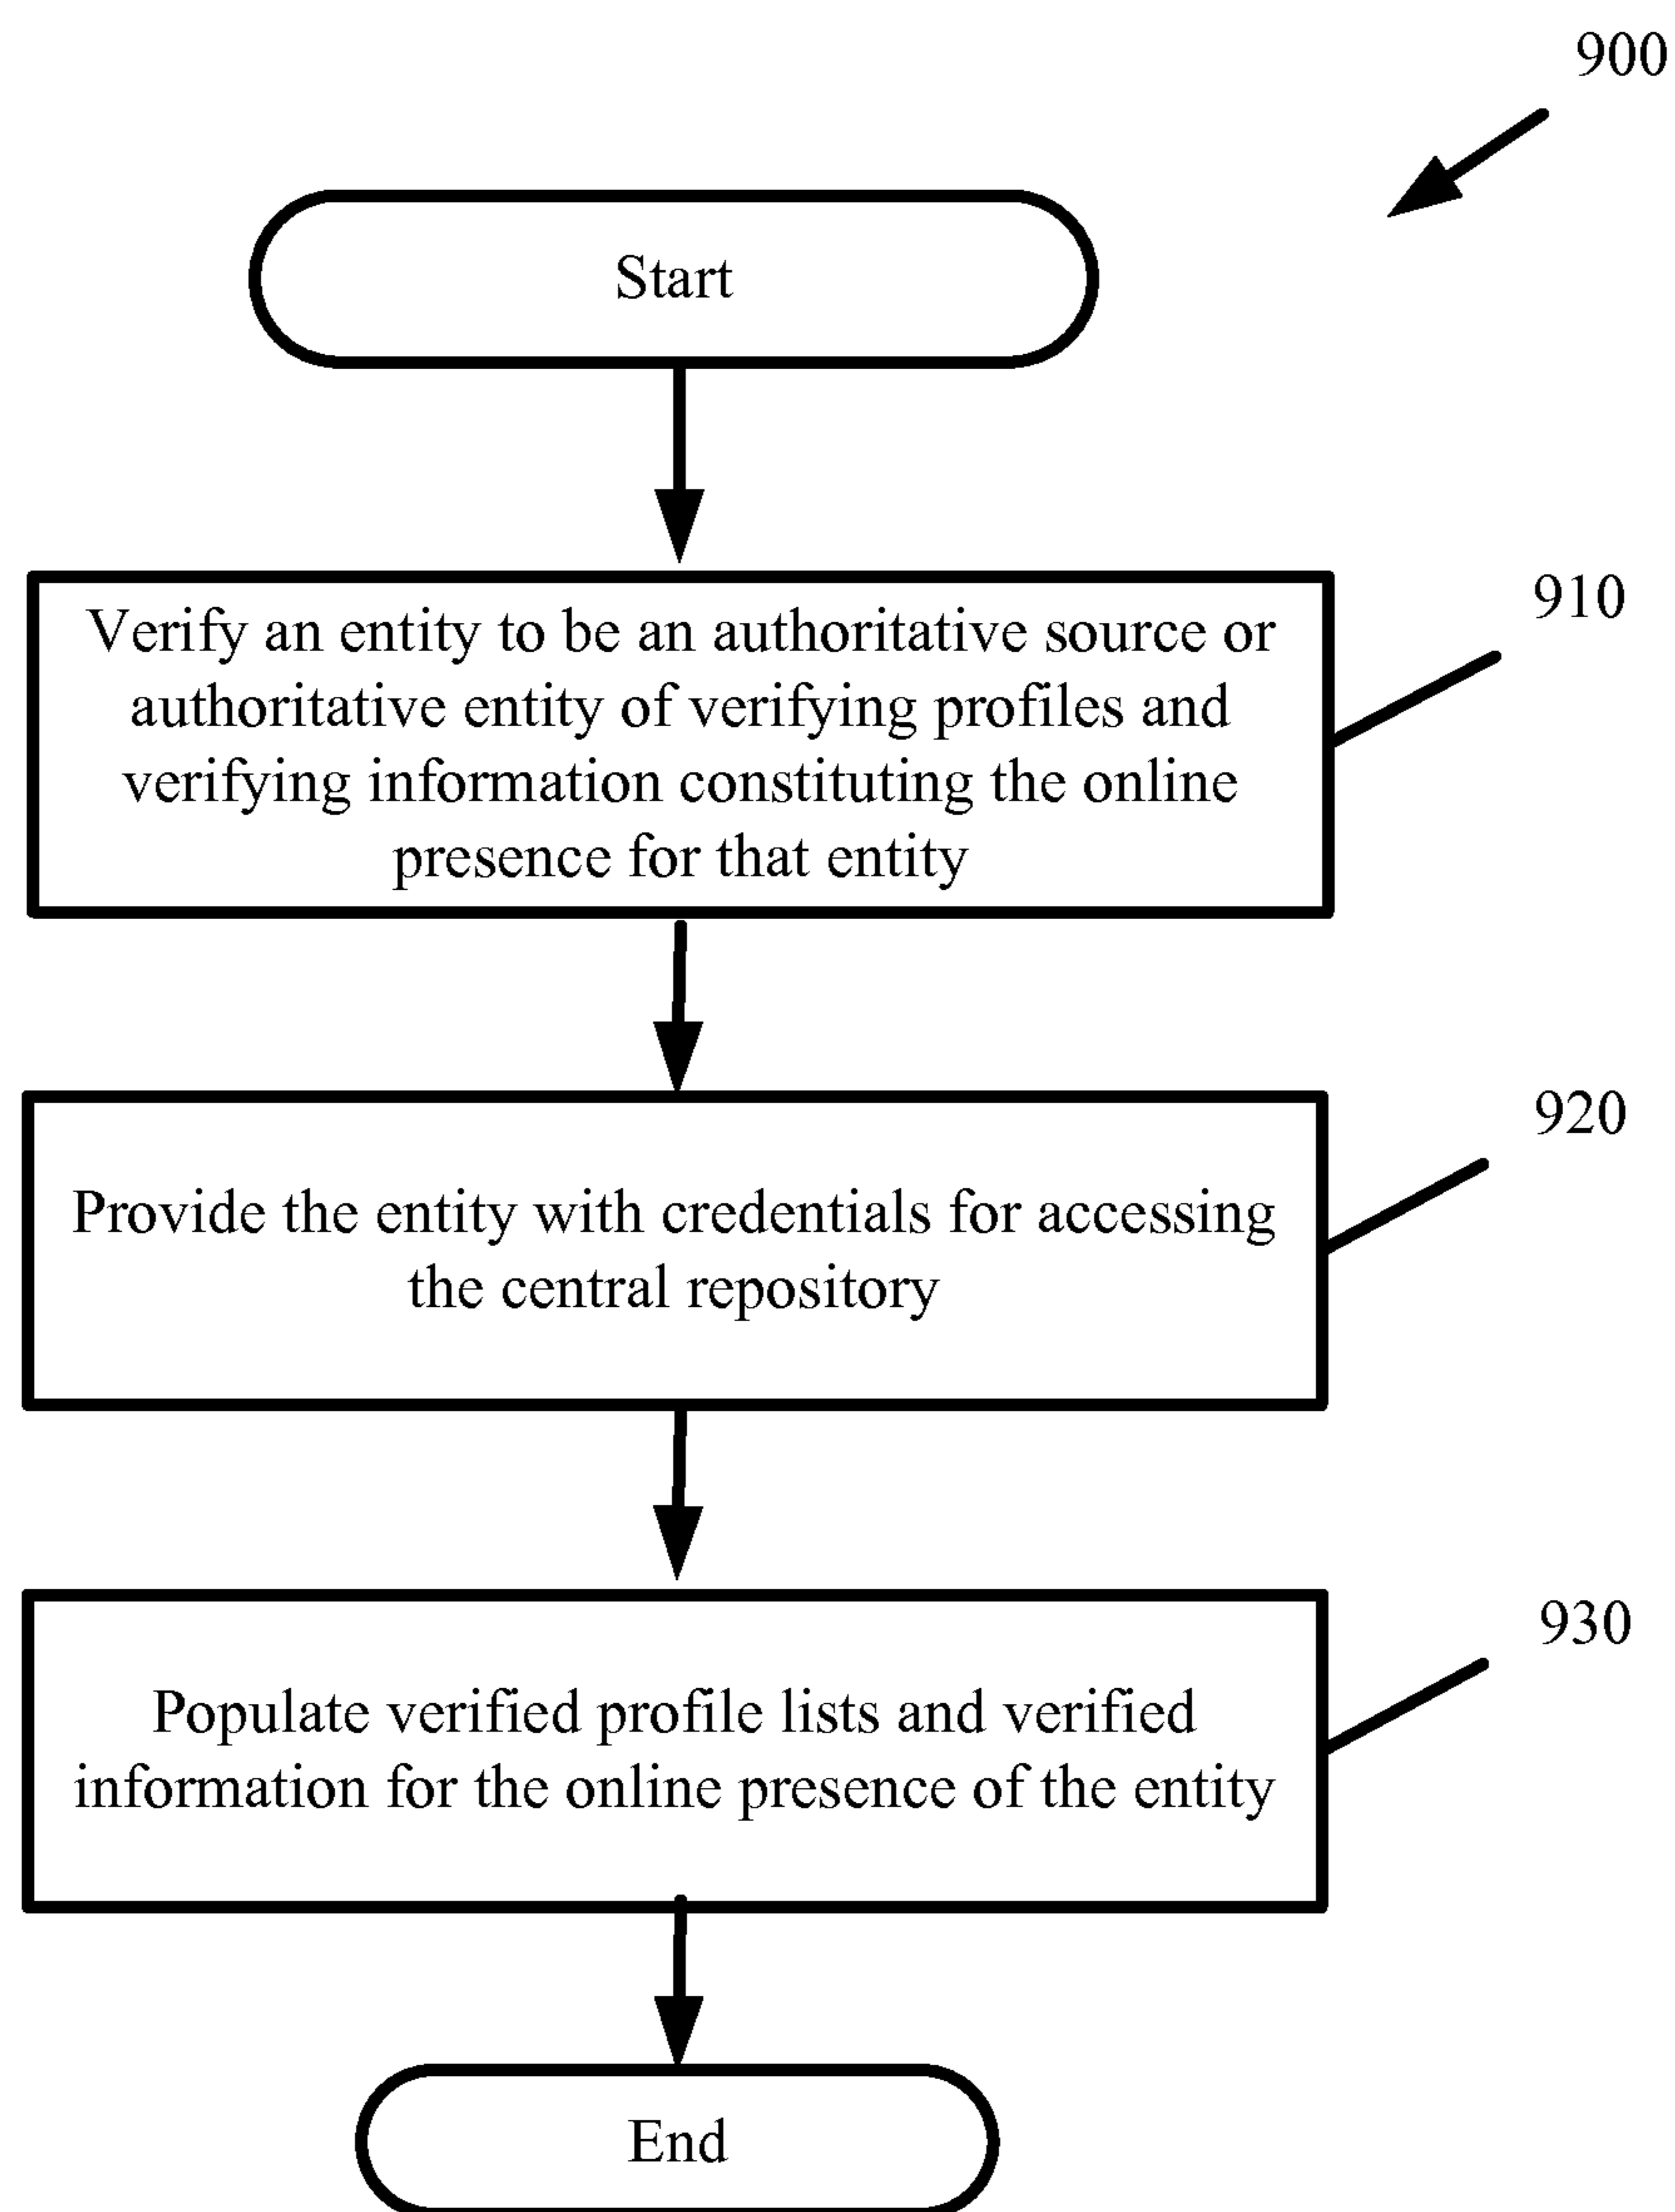 900
Start
910
Verify an entity to be an authoritative source or
authoritative entity of verifying profiles and
verifying information constituting the online
presence for that entity
920
Provide the entity with credentials for accessing
the central repository
930
Populate verified profile lists and verified
information for the online presence of the entity
End